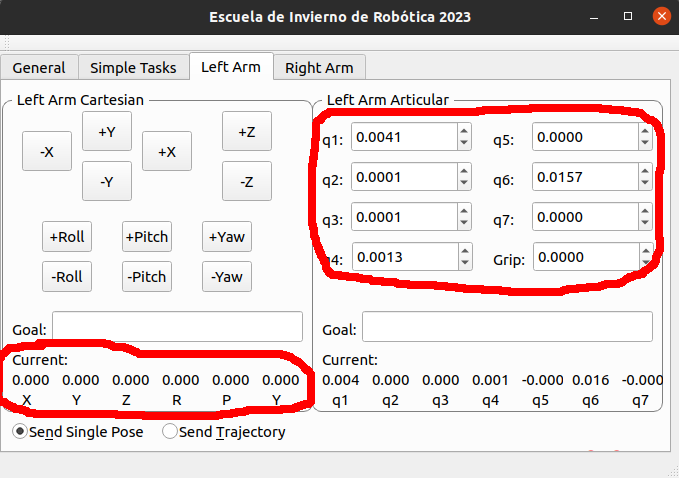 Escuela de Invierno de Robótica 2023
General Simple Tasks Left Arm Right Arm
Left Arm Cartesian
-X +Y +X +Z
-Y -Z
+Roll +Pitch +Yaw
-Roll -Pitch -Yaw
Goal:
Current:
0.000 0.000 0.000 0.000 0.000 0.000
X Y Z R P Y
Left Arm Articular
q1: 0.0041 q5: 0.0000
q2: 0.0001 q6: 0.0157
q3: 0.0001 q7: 0.0000
q4: 0.0013 Grip: 0.0000
Goal:
Current:
0.004 0.000 0.000 0.001 -0.000 0.016 -0.000
q1 q2 q3 q4 q5 q6 q7
Send Single Pose Send Trajectory